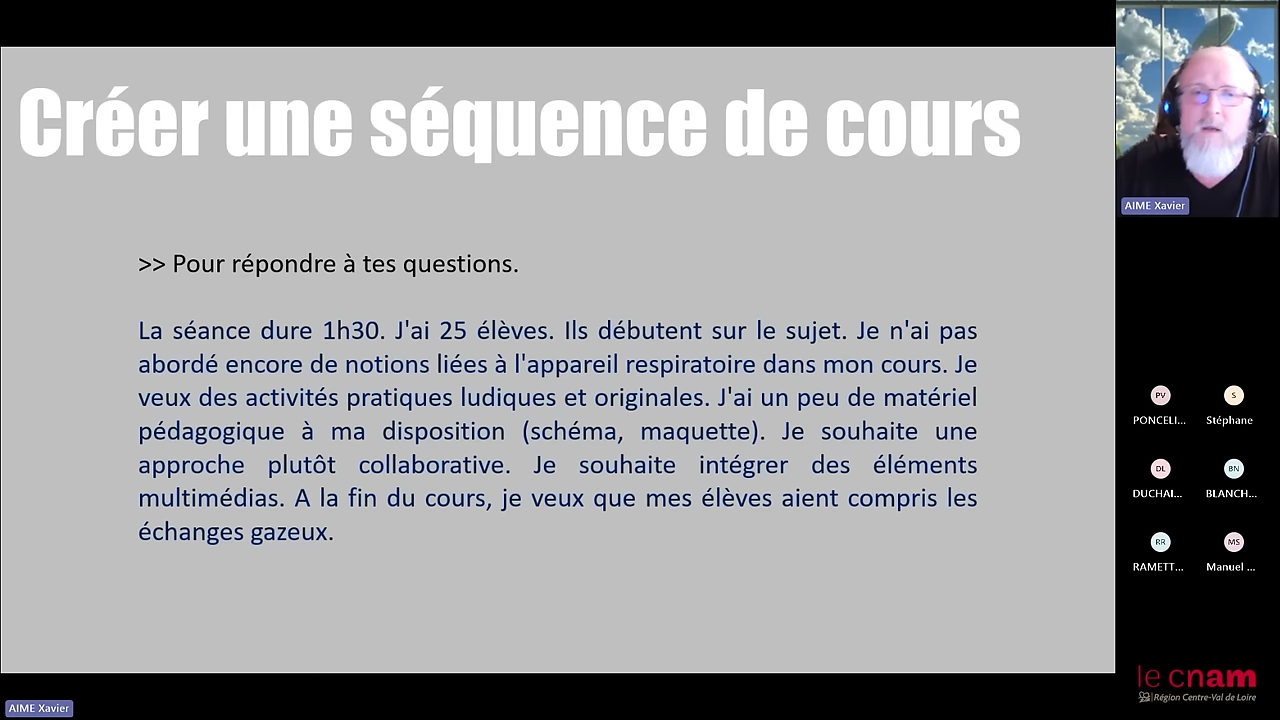 Créer une séquence de cours
>> Pour répondre à tes questions.
La séance dure 1h30. J'ai 25 élèves. Ils débutent sur le sujet. Je n'ai pas
abordé encore de notions liées à l'appareil respiratoire dans mon cours. Je
veux des activités pratiques ludiques et originales. J'ai un peu de matériel
pédagogique à ma disposition (schéma, maquette). Je souhaite une
approche plutôt collaborative. Je souhaite intégrer des éléments
multimédias. A la fin du cours, je veux que mes élèves aient compris les
échanges gazeux.
AIME Xavier
PV S
PONCELI... Stéphane
DL BN
DUCHAI... BLANCH...
RR MS
RAMETT... Manuel ...
le cnam
Région Centre-Val de Loire
AIME Xavier